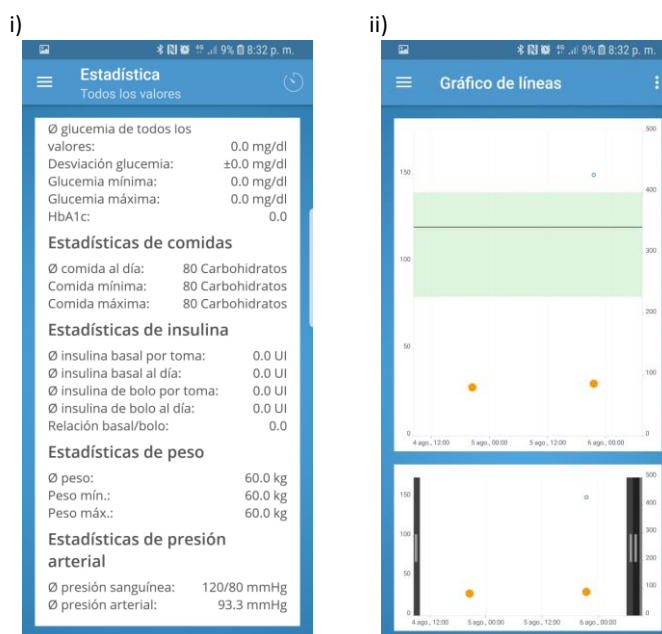 i)
9% 8:32 p. m.
Estadística
Todos los valores
Ø glucemia de todos los
valores: 0.0 mg/dl
Desviación glucemia: ±0.0 mg/dl
Glucemia mínima: 0.0 mg/dl
Glucemia máxima: 0.0 mg/dl
HbA1c: 0.0
Estadísticas de comidas
Ø comida al día: 80 Carbohidratos
Comida mínima: 80 Carbohidratos
Comida máxima: 80 Carbohidratos
Estadísticas de insulina
Ø insulina basal por toma: 0.0 UI
Ø insulina basal al día: 0.0 UI
Ø insulina de bolo por toma: 0.0 UI
Ø insulina de bolo al día: 0.0 UI
Relación basal/bolo: 0.0
Estadísticas de peso
Ø peso: 60.0 kg
Peso mín.: 60.0 kg
Peso máx.: 60.0 kg
Estadísticas de presión
arterial
Ø presión sanguínea: 120/80 mmHg
Ø presión arterial: 93.3 mmHg
ii)
9% 8:32 p. m.
Gráfico de líneas
500
150
400
100
300
200
50
100
0 0
4 ago., 12:00 5 ago., 00:00 5 ago., 12:00 6 ago., 00:00
500
150
400
100
300
200
50
100
0 0
4 ago., 12:00 5 ago., 00:00 5 ago., 12:00 6 ago., 00:00